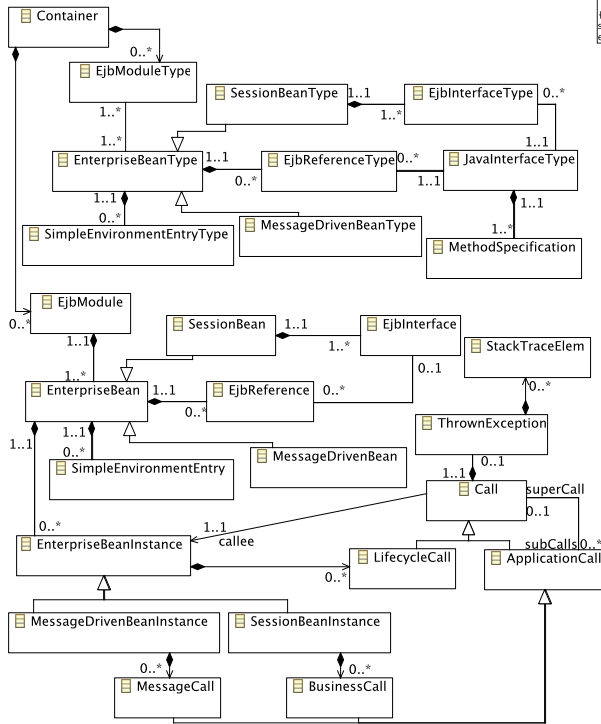 Container
0..*
EjbModuleType
1..*
1..*
SessionBeanType
1..1
1..*
EjbInterfaceType
0..*
1..1
EnterpriseBeanType
1..1
0..*
EjbReferenceType
0..*
1..1
JavaInterfaceType
1..1
0..*
SimpleEnvironmentEntryType
MessageDrivenBeanType
1..1
1..*
MethodSpecification
EjbModule
0..*
1..1
1..*
SessionBean
1..1
1..*
EjbInterface
0..1
StackTraceElem
0..*
EnterpriseBean
1..1
0..*
EjbReference
0..*
ThrownException
0..1
1..1
1..1
1..1
0..*
SimpleEnvironmentEntry
MessageDrivenBean
Call
superCall
0..1
0..*
1..1
callee
subCalls
0..*
EnterpriseBeanInstance
0..*
LifecycleCall
ApplicationCall
MessageDrivenBeanInstance
SessionBeanInstance
0..*
0..*
MessageCall
BusinessCall